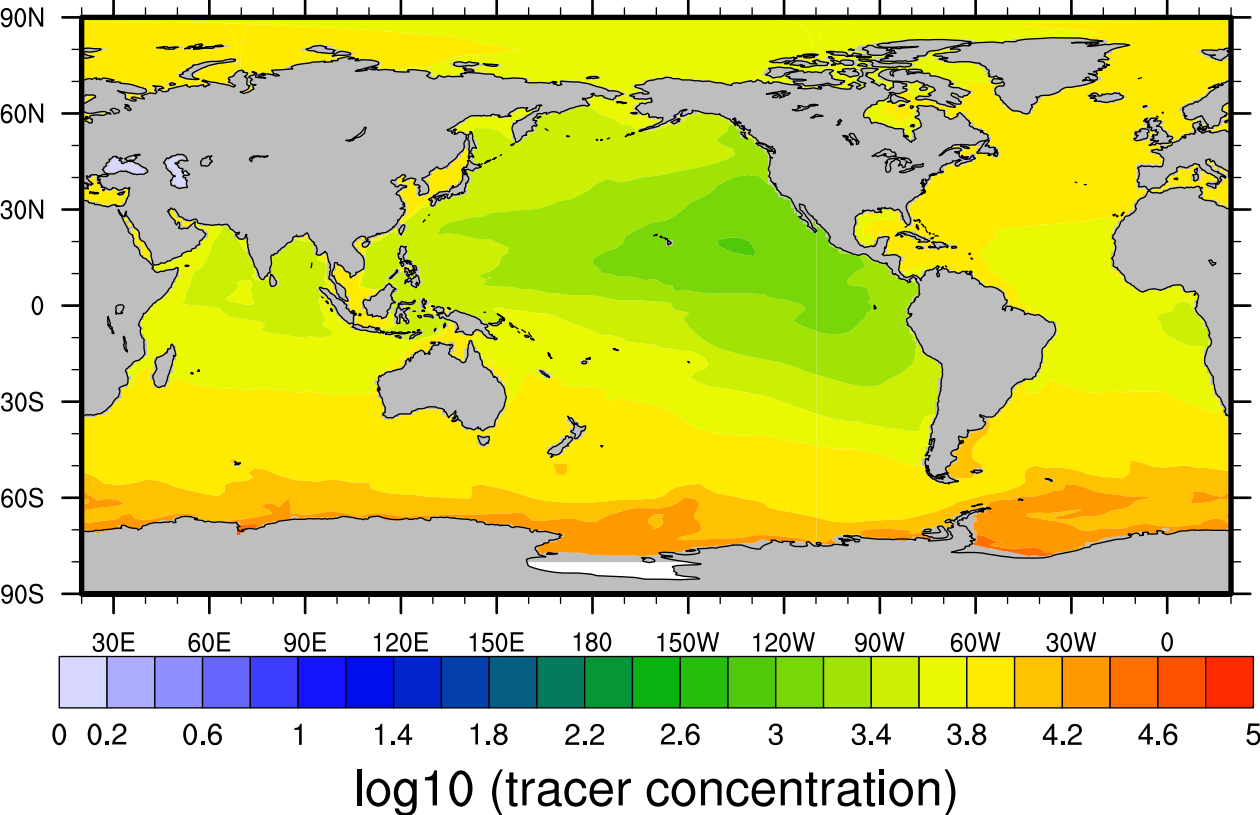 90N
60N
30N
0
30S
60S
90S
30E 60E 90E 120E 150E 180 150W 120W 90W 60W 30W 0
0 0.2 0.6 1 1.4 1.8 2.2 2.6 3 3.4 3.8 4.2 4.6 5
log10 (tracer concentration)